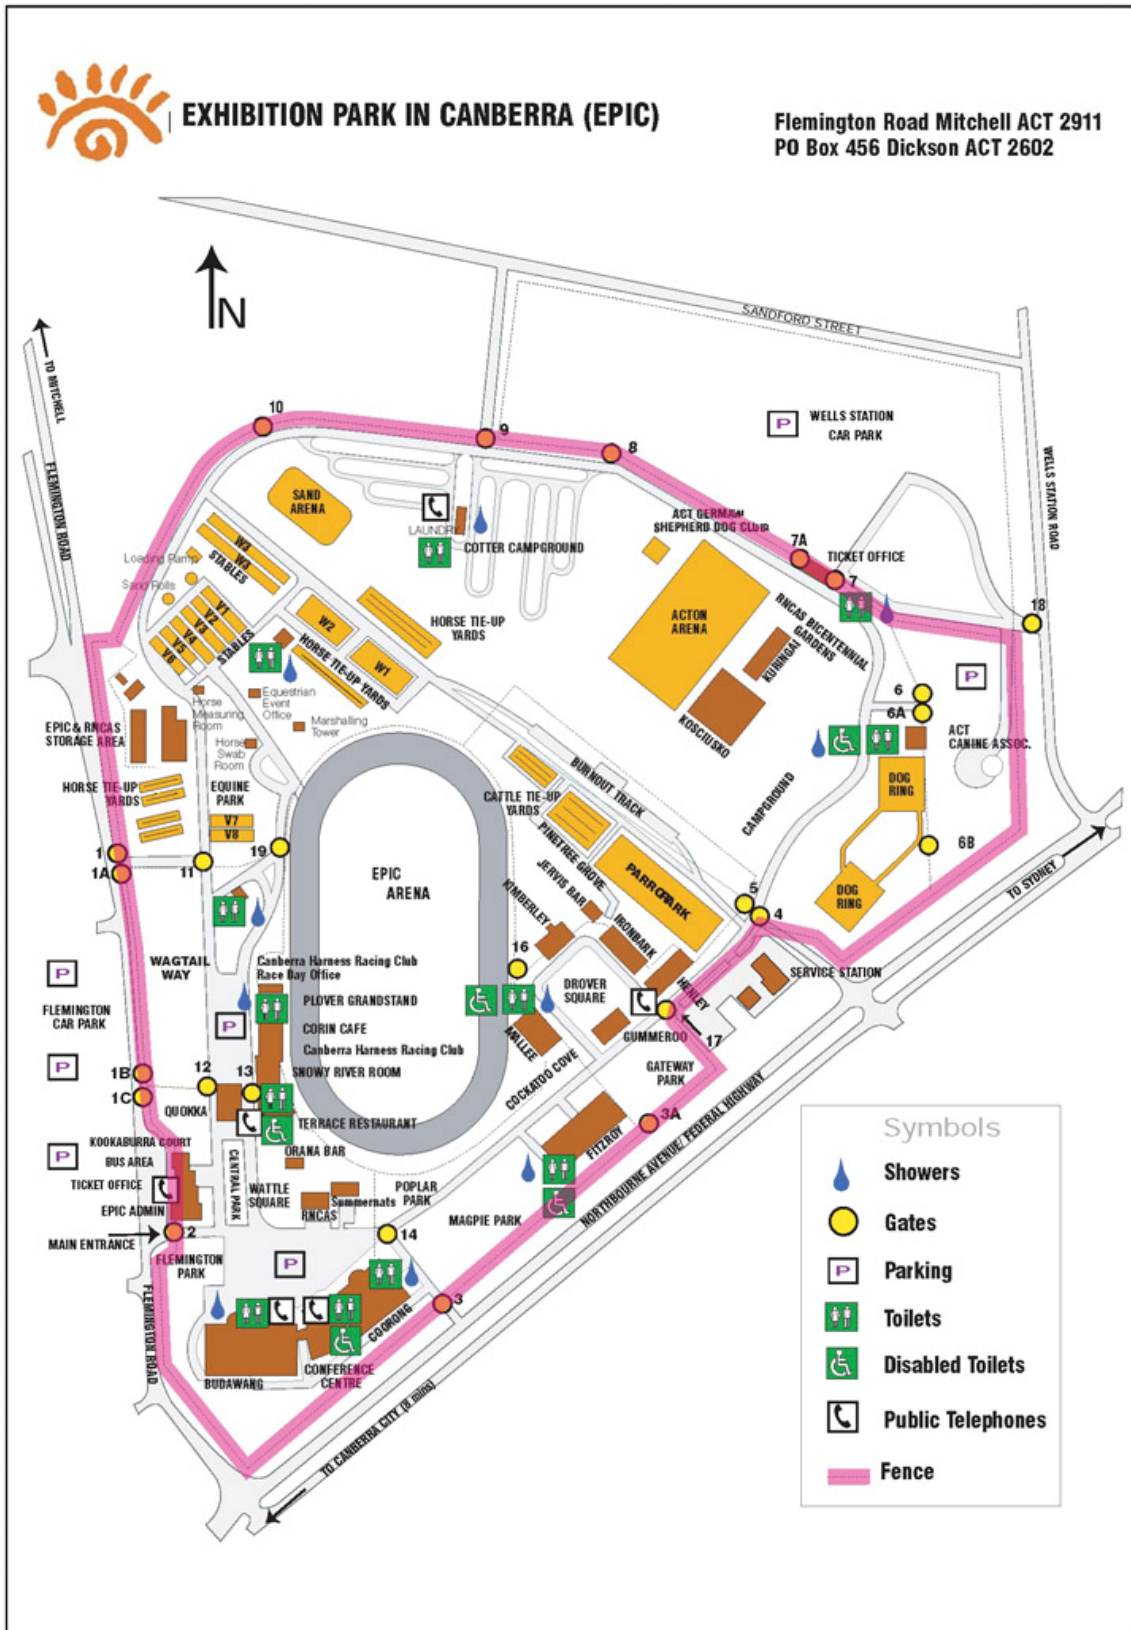 EXHIBITION PARK IN CANBERRA (EPIC)
Flemington Road Mitchell ACT 2911
PO Box 456 Dickson ACT 2602
N
SANDFORD STREET
TO MITCHELL
FLEMINGTON ROAD
10
9
8
P
WELLS STATION
CAR PARK
WELLS STATION ROAD
SAND
ARENA
LAUNDRY
COTTER CAMPGROUND
ACT GERMAN
SHEPHERD DOG CLUB
7A
TICKET OFFICE
7
18
W3
W3
STABLES
Loading Ramp
Sand Rolls
V1
V2
V3
V4
V5
V6
STABLES
W2
W1
HORSE TIE-UP
YARDS
HORSE TIE-UP YARDS
ACTON
ARENA
KURINGAI
KOSCIUSKO
RNCAS BICENTENNIAL
GARDENS
P
6
6A
ACT
CANINE ASSOC.
Horse
Measuring
Room
Equestrian
Event
Office
Marshalling
Tower
Horse
Swab
Room
EPIC & RNCAS
STORAGE AREA
HORSE TIE-UP
YARDS
EQUINE
PARK
V7
V8
BURNOUT TRACK
CATTLE TIE-UP
YARDS
PINETREE GROVE
CAMPGROUND
DOG
RING
6B
DOG
RING
TO SYDNEY
1
1A
11
19
EPIC
ARENA
JERVIS BAR
KIMBERLEY
IRONBARK
5
4
16
WAGTAIL
WAY
Canberra Harness Racing Club
Race Day Office
PLOVER GRANDSTAND
CORIN CAFE
Canberra Harness Racing Club
SNOWY RIVER ROOM
P
P
FLEMINGTON
CAR PARK
P
DROVER
SQUARE
HENLEY
SERVICE STATION
GUMMEROO
17
MALLEE
COCKATOO COVE
GATEWAY
PARK
1B
1C
12
13
QUOKKA
TERRACE RESTAURANT
ORANA BAR
P
KOOKABURRA COURT
BUS AREA
TICKET OFFICE
EPIC ADMIN
MAIN ENTRANCE
2
CENTRAL PARK
WATTLE
SQUARE
Summernats
RNCAS
POPLAR
PARK
14
MAGPIE PARK
FITZROY
3A
NORTHBOURNE AVENUE/ FEDERAL HIGHWAY
FLEMINGTON
PARK
P
FLEMINGTON ROAD
3
COORONG
BUDAWANG
CONFERENCE
CENTRE
TO CANBERRA CITY (8 mins)
Symbols
Showers
Gates
P
Parking
Toilets
Disabled Toilets
Public Telephones
Fence